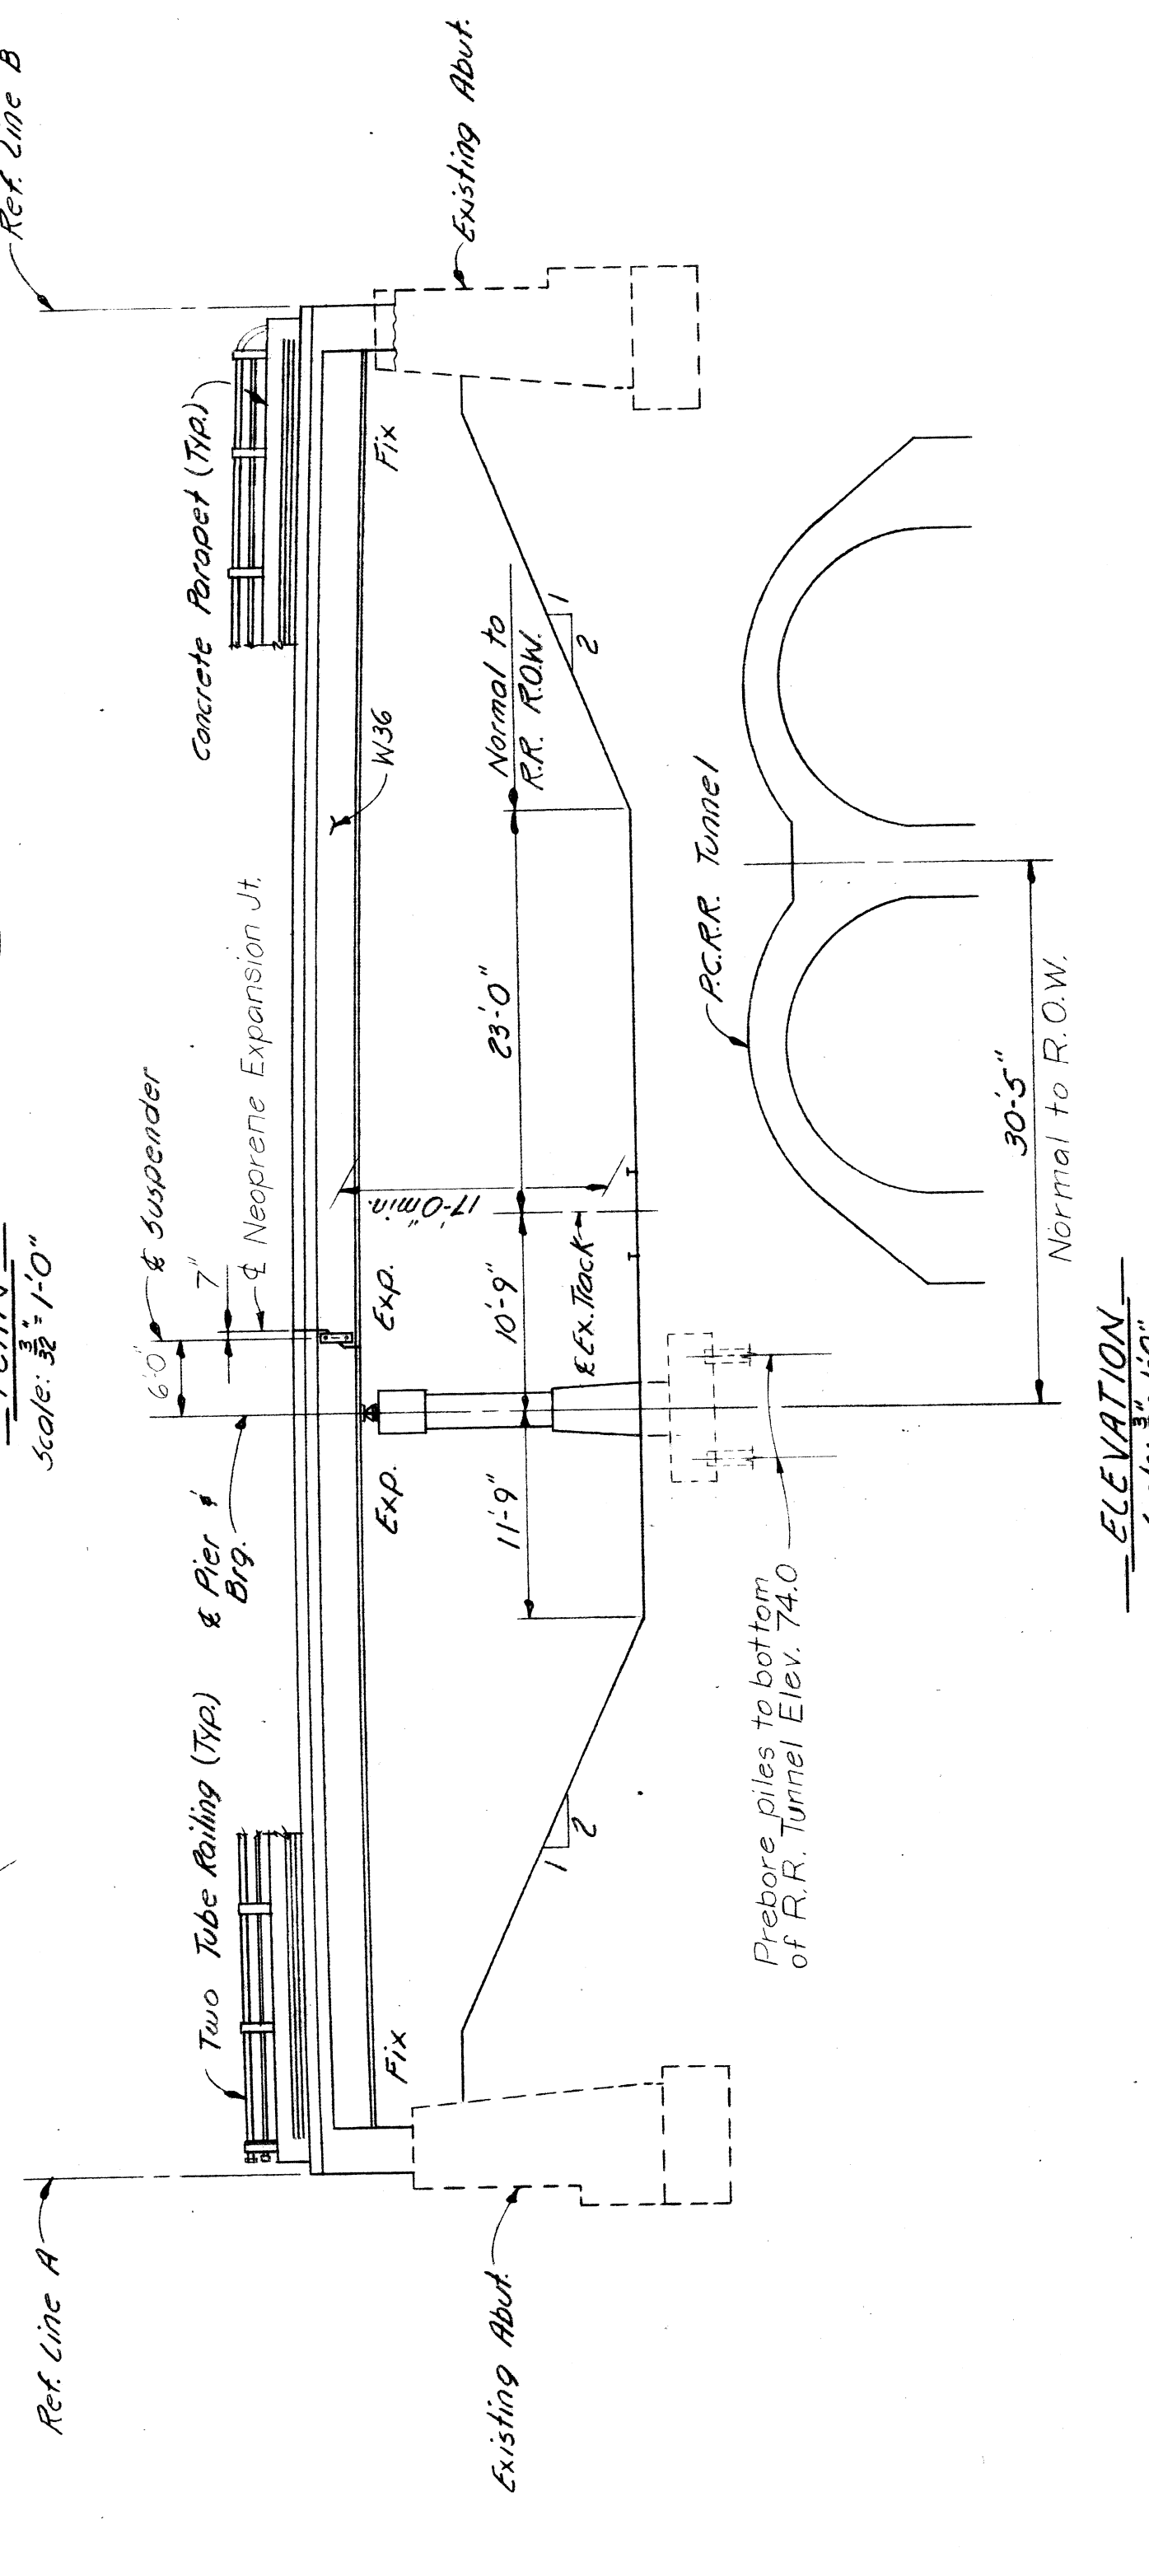 Scale: 3/32" = 1'-0"
Ref. Line A
Ref. Line B
Two Tube Railing (Typ.)
℄ Pier &
Brg.
6'-0"
7"
℄ Suspender
℄ Neoprene Expansion Jt.
Concrete Parapet (Typ.)
W36
Fix
Exp.
Exp.
Fix
Existing Abut.
Existing Abut.
11'-9"
10'-9"
23'-0"
17'-0" min.
℄ Ex. Track
Normal to
R.R. R.O.W.
1
2
1
2
P.C.R.R. Tunnel
Prebore piles to bottom
of R.R. Tunnel Elev. 74.0
30'-5"
Normal to R.O.W.
ELEVATION